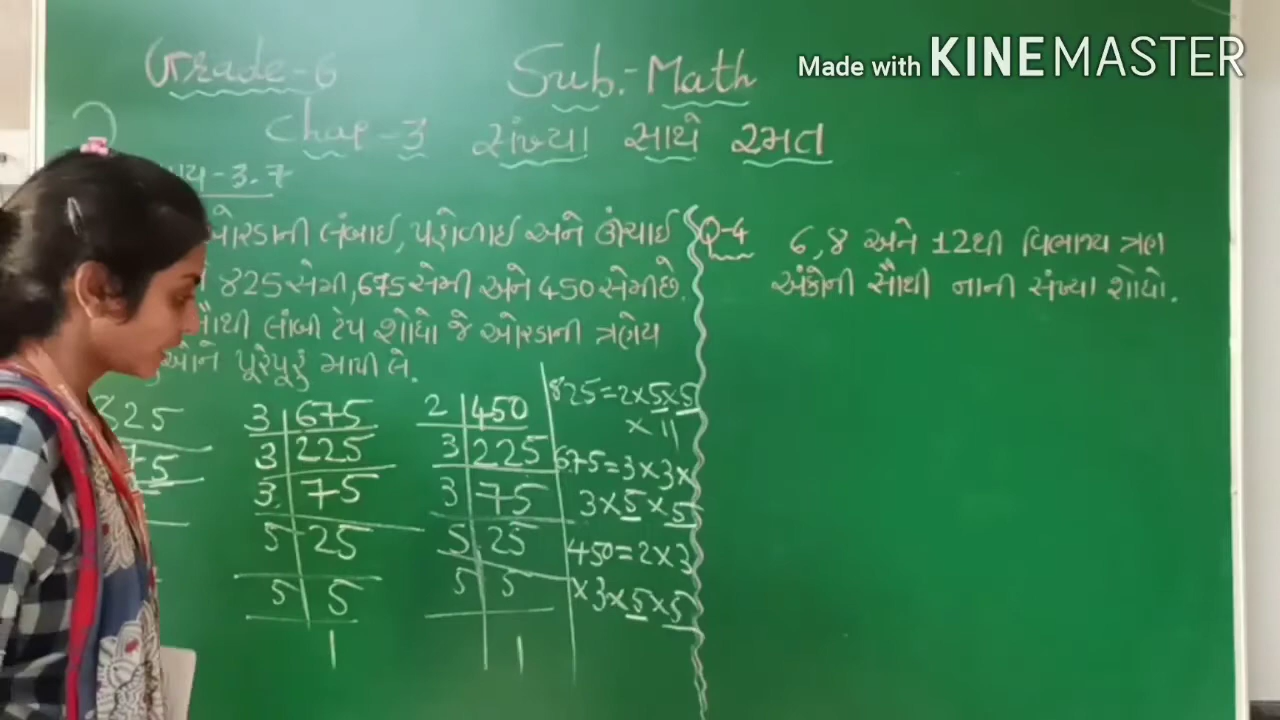 Made with KINEMASTER
Grade-6 Sub.-Math
Chap-3 સંખ્યા સાથે રમત
-3.7
ઓરડાની લંબાઇ, પહોળાઇ અને ઊંચાઇ
825 સેમી, 675 સેમી અને 450 સેમી છે.
સૌથી લાંબી ટેપ શોધો જે ઓરડાની ત્રણેય
પૂરેપૂરું માપી લે.
Q-4 6, 8 અને 12થી વિભાજ્ય ત્રણ
અંકોની સૌથી નાની સંખ્યા શોધો.
3 675
3 225
3 75
5 25
5 5
1
2 450
3 225
3 75
5 25
5 5
1
825=2×5×5
×11
675=3×3×
3×5×5
450=2×3
×3×5×5